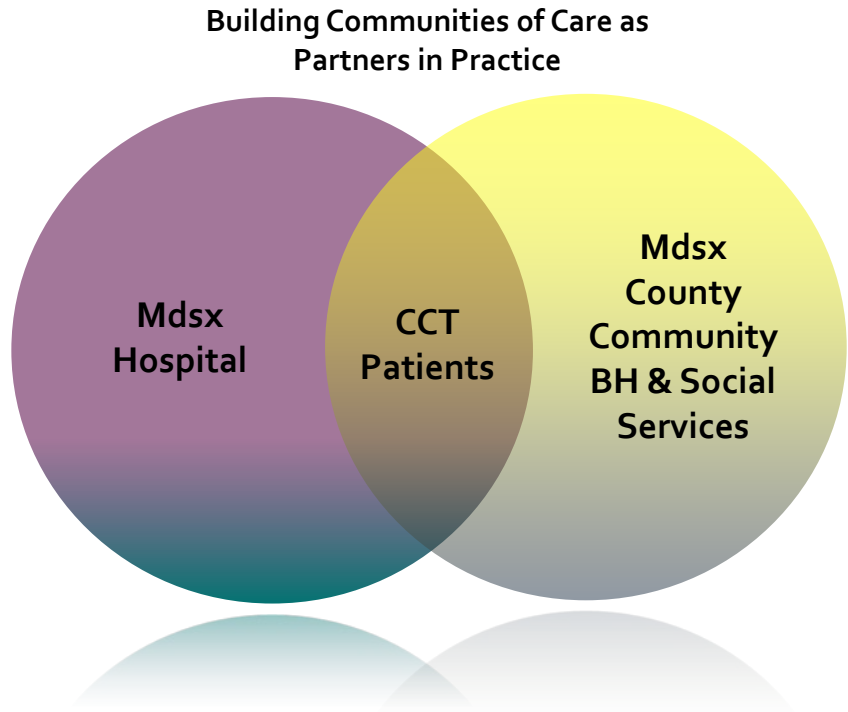 Building Communities of Care as
Partners in Practice
Mdsx
Hospital
CCT
Patients
Mdsx
County
Community
BH & Social
Services